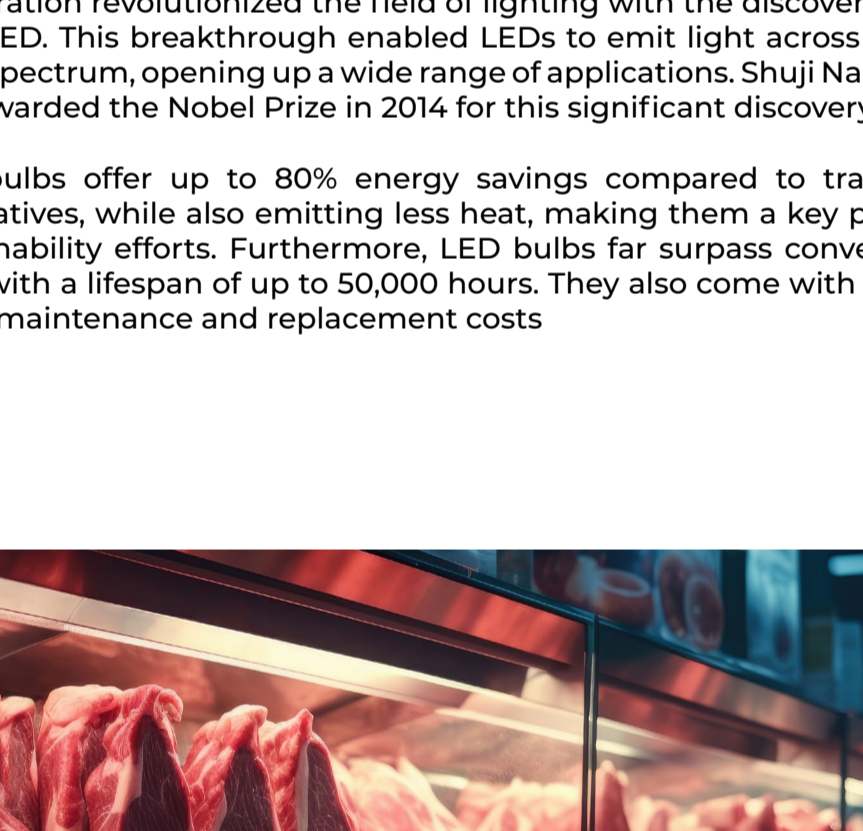 ration revolutionized the field of lighting with the discover
ED. This breakthrough enabled LEDs to emit light across
pectrum, opening up a wide range of applications. Shuji Na
warded the Nobel Prize in 2014 for this significant discovery
ulbs offer up to 80% energy savings compared to tra
atives, while also emitting less heat, making them a key p
nability efforts. Furthermore, LED bulbs far surpass conve
with a lifespan of up to 50,000 hours. They also come with
maintenance and replacement costs